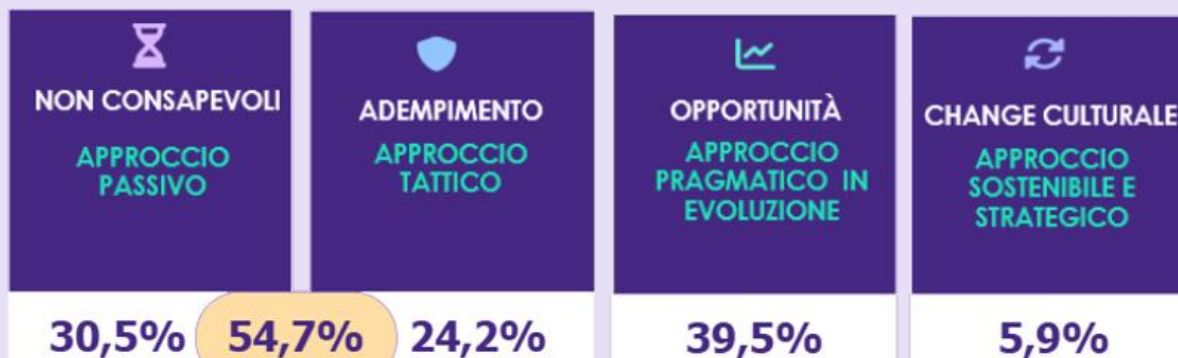 NON CONSAPEVOLI
APPROCCIO
PASSIVO
ADEMPIMENTO
APPROCCIO
TATTICO
OPPORTUNITÀ
APPROCCIO
PRAGMATICO IN
EVOLUZIONE
CHANGE CULTURALE
APPROCCIO
SOSTENIBILE E
STRATEGICO
30,5% 54,7% 24,2% 39,5% 5,9%